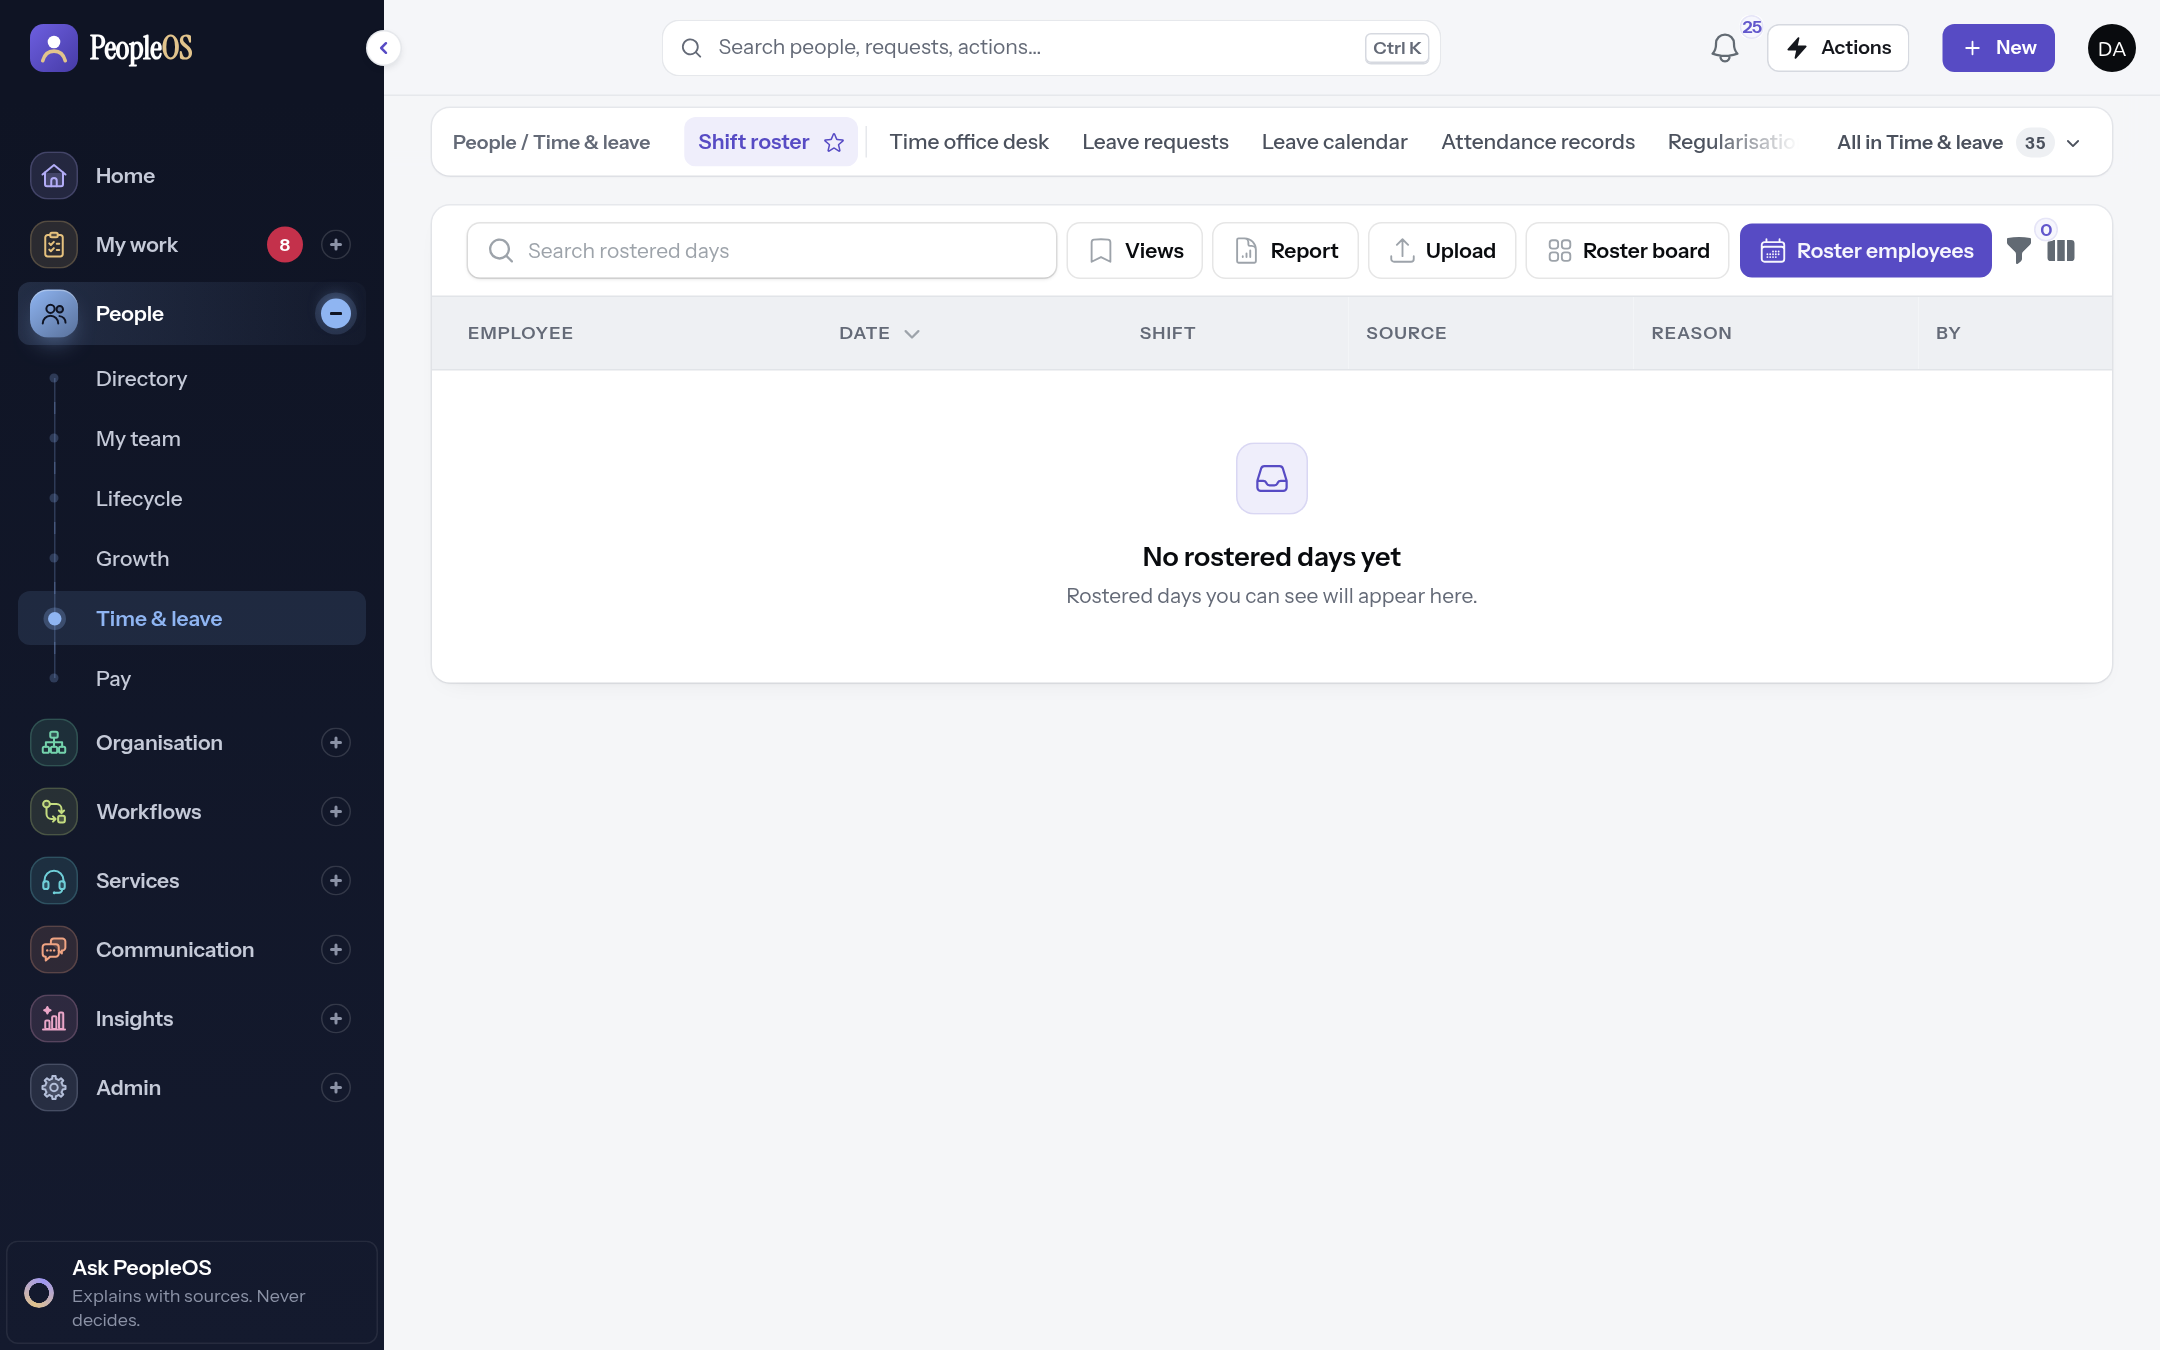 PeopleOS
Search people, requests, actions...
Ctrl K
25
Actions
New
DA
Home
My work
8
People
Directory
My team
Lifecycle
Growth
Time & leave
Pay
Organisation
Workflows
Services
Communication
Insights
Admin
Ask PeopleOS
Explains with sources. Never
decides.
People / Time & leave
Shift roster
Time office desk
Leave requests
Leave calendar
Attendance records
Regularisatio
All in Time & leave
35
Search rostered days
Views
Report
Upload
Roster board
Roster employees
0
EMPLOYEE
DATE
SHIFT
SOURCE
REASON
BY
No rostered days yet
Rostered days you can see will appear here.